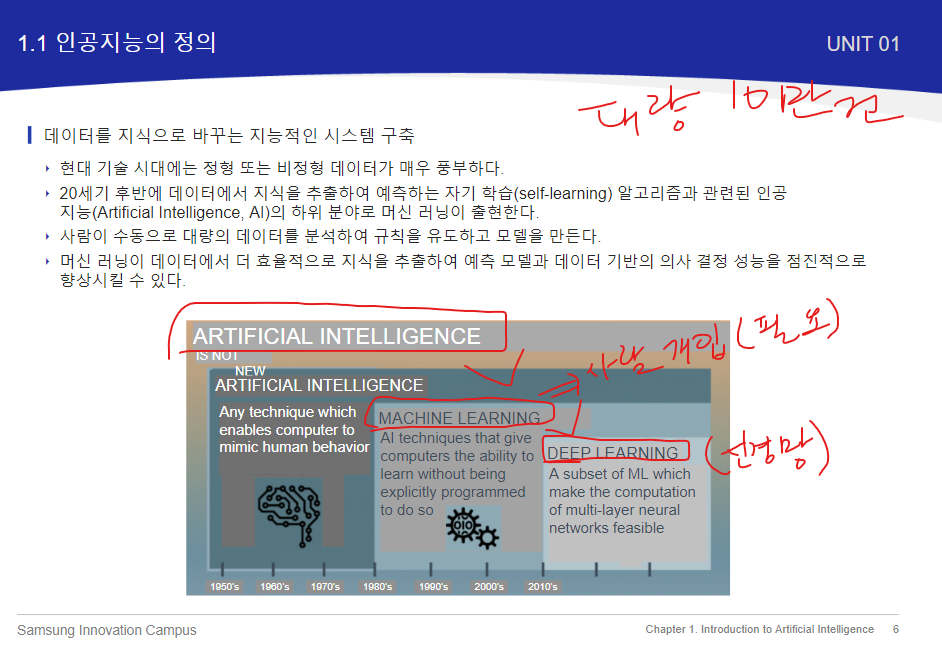 1.1 인공지능의 정의
UNIT 01
대량 10만권
데이터를 지식으로 바꾸는 지능적인 시스템 구축
현대 기술 시대에는 정형 또는 비정형 데이터가 매우 풍부하다.
20세기 후반에 데이터에서 지식을 추출하여 예측하는 자기 학습(self-learning) 알고리즘과 관련된 인공
지능(Artificial Intelligence, AI)의 하위 분야로 머신 러닝이 출현한다.
사람이 수동으로 대량의 데이터를 분석하여 규칙을 유도하고 모델을 만든다.
머신 러닝이 데이터에서 더 효율적으로 지식을 추출하여 예측 모델과 데이터 기반의 의사 결정 성능을 점진적으로
향상시킬 수 있다.
ARTIFICIAL INTELLIGENCE
IS NOT
NEW
사람 개입 (필요)
ARTIFICIAL INTELLIGENCE
Any technique which
enables computer to
mimic human behavior
MACHINE LEARNING
AI techniques that give
computers the ability to
learn without being
explicitly programmed
to do so
DEEP LEARNING
(신경망)
A subset of ML which
make the computation
of multi-layer neural
networks feasible
1950's 1960's 1970's 1980's 1990's 2000's 2010's
Samsung Innovation Campus
Chapter 1. Introduction to Artificial Intelligence 6